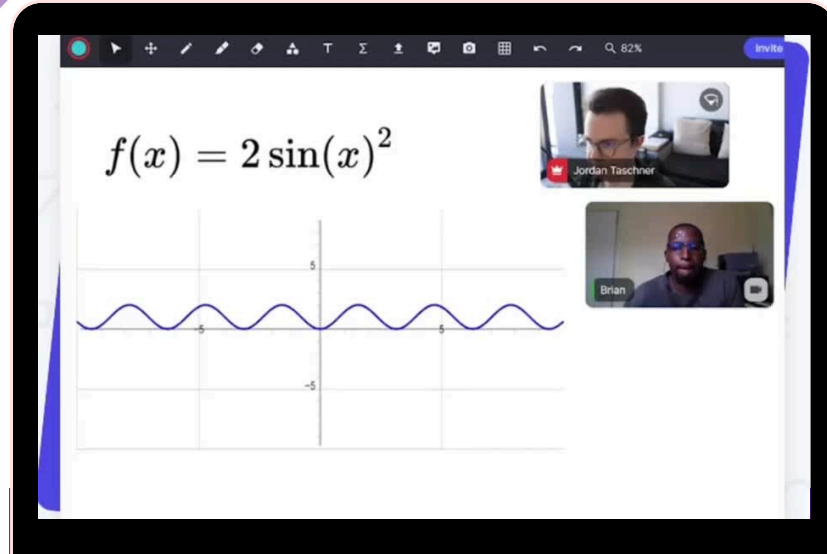 T Σ 82% Invite
f(x) = 2 sin(x)²
Jordan Taschner
Brian
5
-5 5
-5